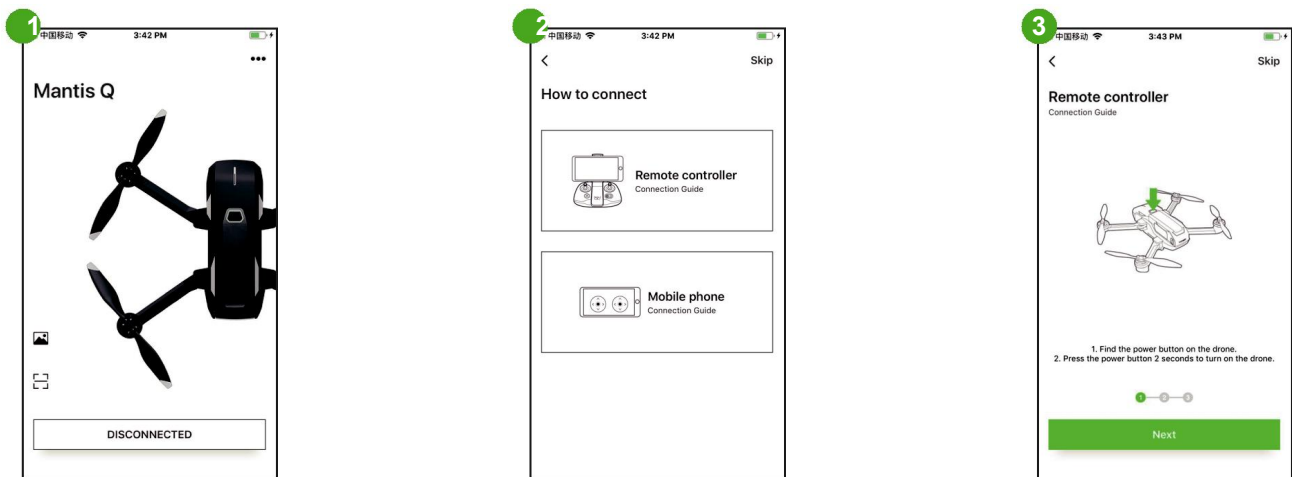 1
中国移动 3:42 PM
Mantis Q
DISCONNECTED
2
中国移动 3:42 PM
Skip
How to connect
Remote controller
Connection Guide
Mobile phone
Connection Guide
3
中国移动 3:43 PM
Skip
Remote controller
Connection Guide
1. Find the power button on the drone.
2. Press the power button 2 seconds to turn on the drone.
1 2 3
Next